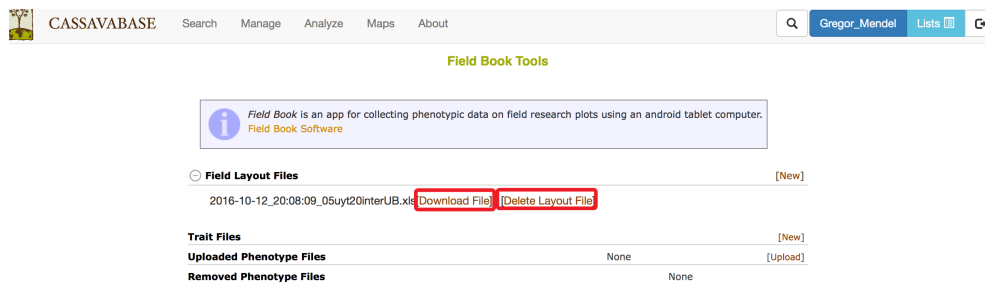 CASSAVABASE Search Manage Analyze Maps About Gregor_Mendel Lists
Field Book Tools
Field Book is an app for collecting phenotypic data on field research plots using an android tablet computer.
Field Book Software
Field Layout Files [New]
2016-10-12_20:08:09_05uyt20interUB.xls[Download File] [Delete Layout File]
Trait Files [New]
Uploaded Phenotype Files None [Upload]
Removed Phenotype Files None